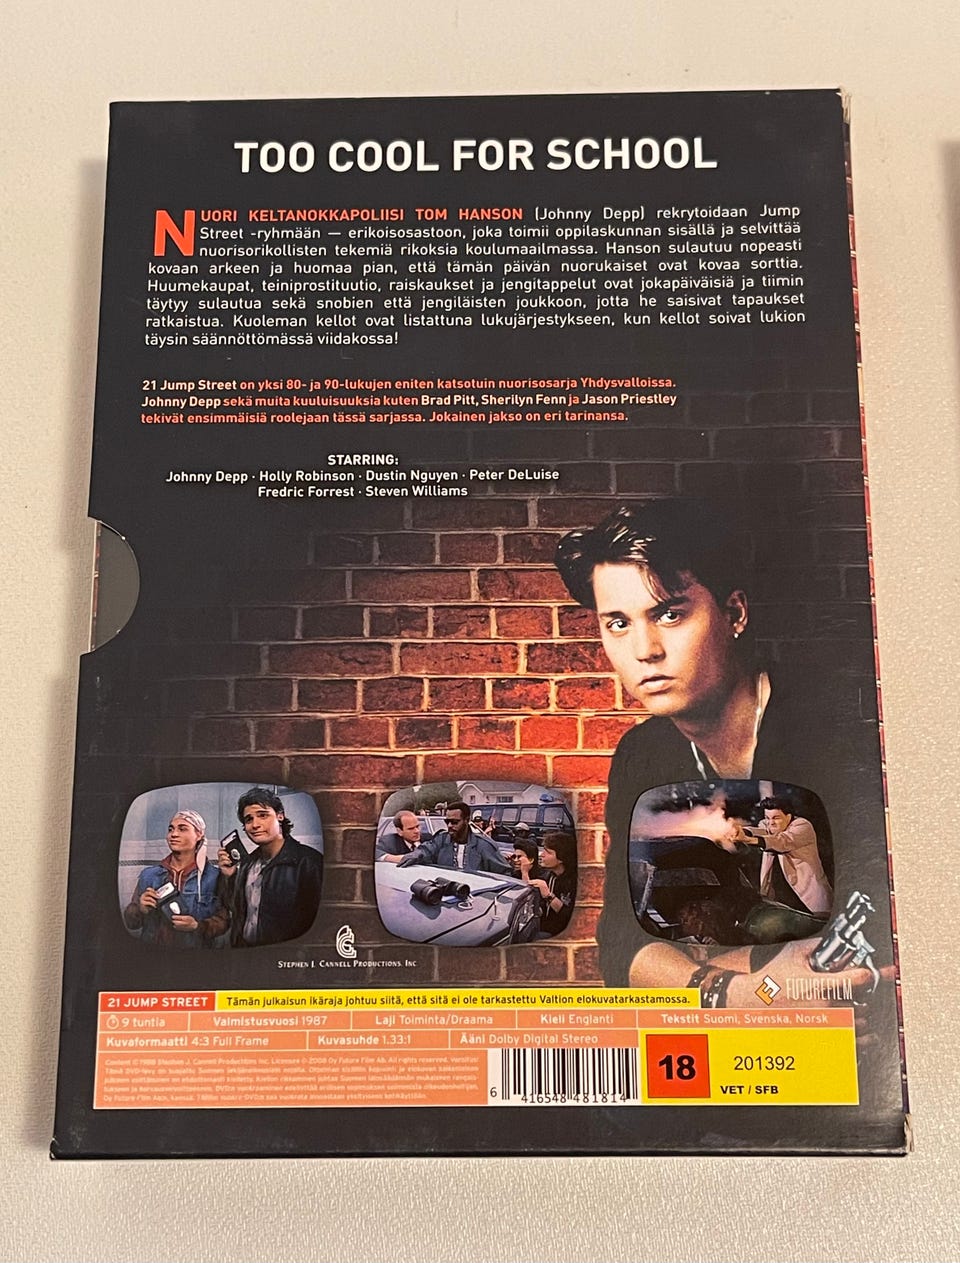 TOO COOL FOR SCHOOL
NUORI KELTANOKKAPOLIISI TOM HANSON (Johnny Depp) rekrytoidaan Jump
Street -ryhmään — erikoisosastoon, joka toimii oppilaskunnan sisällä ja selvittää
nuorisorikollisten tekemiä rikoksia koulumaailmassa. Hanson sulautuu nopeasti
kovaan arkeen ja huomaa pian, että tämän päivän nuorukaiset ovat kovaa sorttia.
Huumekaupat, teiniprostituutio, raiskaukset ja jengitappelut ovat jokapäiväisiä ja tiimin
täytyy sulautua sekä snobien että jengiläisten joukkoon, jotta he saisivat tapaukset
ratkaistua. Kuoleman kellot ovat listattuna lukujärjestykseen, kun kellot soivat lukion
täysin säännöttömässä viidakossa!
21 Jump Street on yksi 80- ja 90-lukujen eniten katsotuin nuorisosarja Yhdysvalloissa.
Johnny Depp sekä muita kuuluisuuksia kuten Brad Pitt, Sherilyn Fenn ja Jason Priestley
tekivät ensimmäisiä roolejaan tässä sarjassa. Jokainen jakso on eri tarinansa.
STARRING:
Johnny Depp · Holly Robinson · Dustin Nguyen · Peter DeLuise
Fredric Forrest · Steven Williams
STEPHEN J. CANNELL PRODUCTIONS, INC.
FUTUREFILM
21 JUMP STREET Tämän julkaisun ikäraja johtuu siitä, että sitä ei ole tarkastettu Valtion elokuvatarkastamossa.
9 tuntia Valmistusvuosi 1987 Laji Toiminta/Draama Kieli Englanti Tekstit Suomi, Svenska, Norsk
Kuvaformaatti 4:3 Full Frame Kuvasuhde 1.33:1 Ääni Dolby Digital Stereo
6 416548 481814
18 201392
VET / SFB